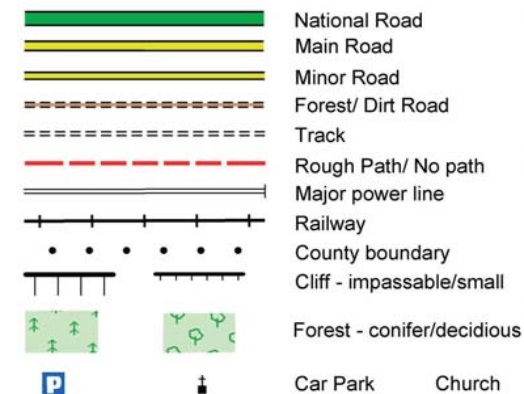 National Road
Main Road
Minor Road
Forest/ Dirt Road
Track
Rough Path/ No path
Major power line
Railway
County boundary
Cliff - impassable/small
Forest - conifer/decidious
P Car Park Church